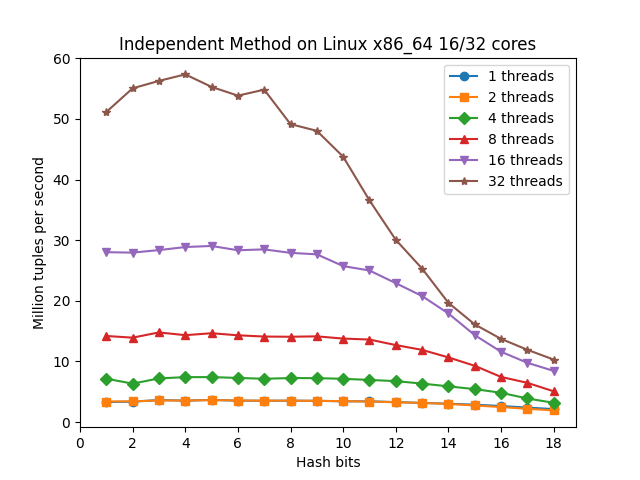 Independent Method on Linux x86_64 16/32 cores
1 threads
2 threads
4 threads
8 threads
16 threads
32 threads
Million tuples per second
60
50
40
30
20
10
0
0 2 4 6 8 10 12 14 16 18
Hash bits